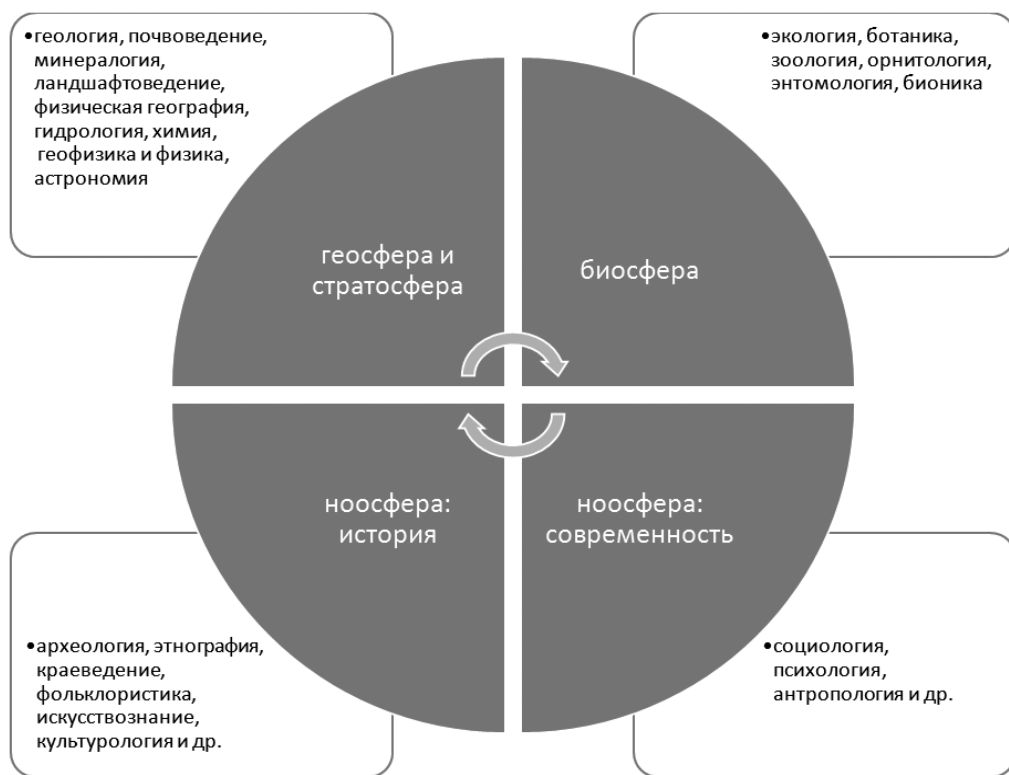 •геология, почвоведение,
минералогия,
ландшафтоведение,
физическая география,
гидрология, химия,
геофизика и физика,
астрономия
•экология, ботаника,
зоология, орнитология,
энтомология, бионика
геосфера и
стратосфера
биосфера
ноосфера:
история
ноосфера:
современность
•археология, этнография,
краеведение,
фольклористика,
искусствознание,
культурология и др.
•социология,
психология,
антропология и др.